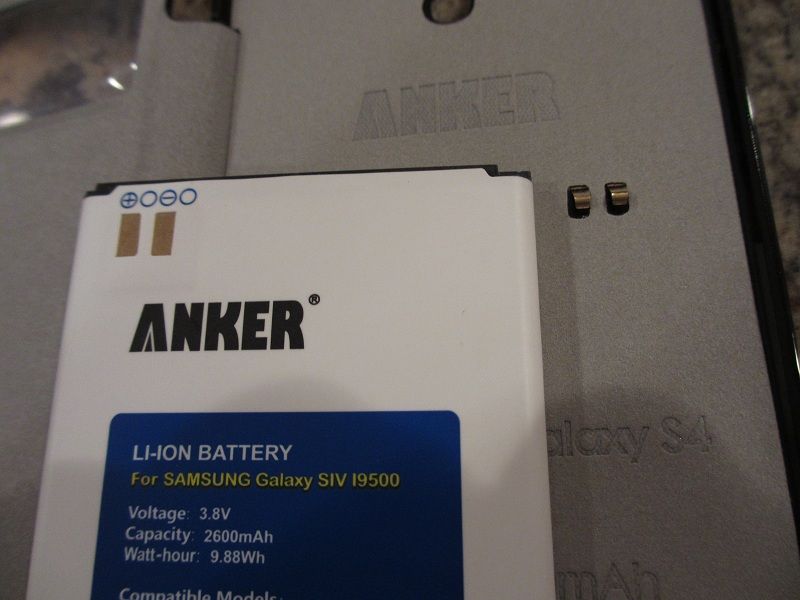 ANKER
ANKER®
LI-ION BATTERY
For SAMSUNG Galaxy SIV I9500
Voltage: 3.8V
Capacity: 2600mAh
Watt-hour: 9.88Wh
Compatible Models:
alaxy S4
mAh